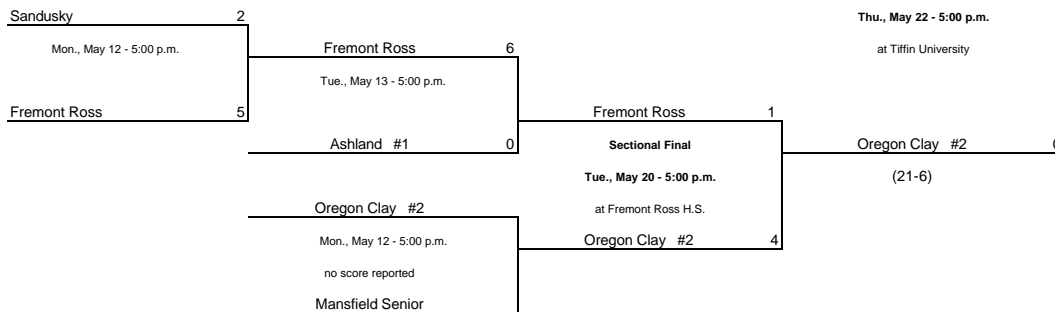 Sandusky 2
Thu., May 22 - 5:00 p.m.
Mon., May 12 - 5:00 p.m.
Fremont Ross 6
at Tiffin University
Tue., May 13 - 5:00 p.m.
Fremont Ross 5
Fremont Ross 1
Ashland #1 0
Sectional Final
Oregon Clay #2
Tue., May 20 - 5:00 p.m.
(21-6)
Oregon Clay #2
at Fremont Ross H.S.
Mon., May 12 - 5:00 p.m.
Oregon Clay #2 4
no score reported
Mansfield Senior